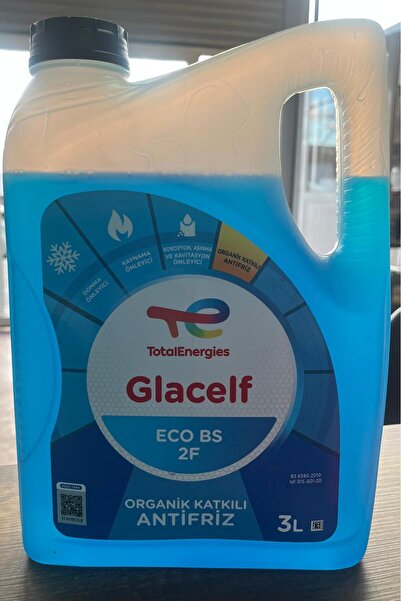 DONMA
ÖNLEYİCİ
KAYNAMA
ÖNLEYİCİ
KOROZYON, AŞINMA
VE KAVİTASYON
ÖNLEYİCİ
ORGANİK KATKILI
ANTİFRİZ
TotalEnergies
Glacelf
ECO BS
2F
BS 6580:2010
NF R15-601-20
ORGANİK KATKILI
ANTİFRİZ
3L